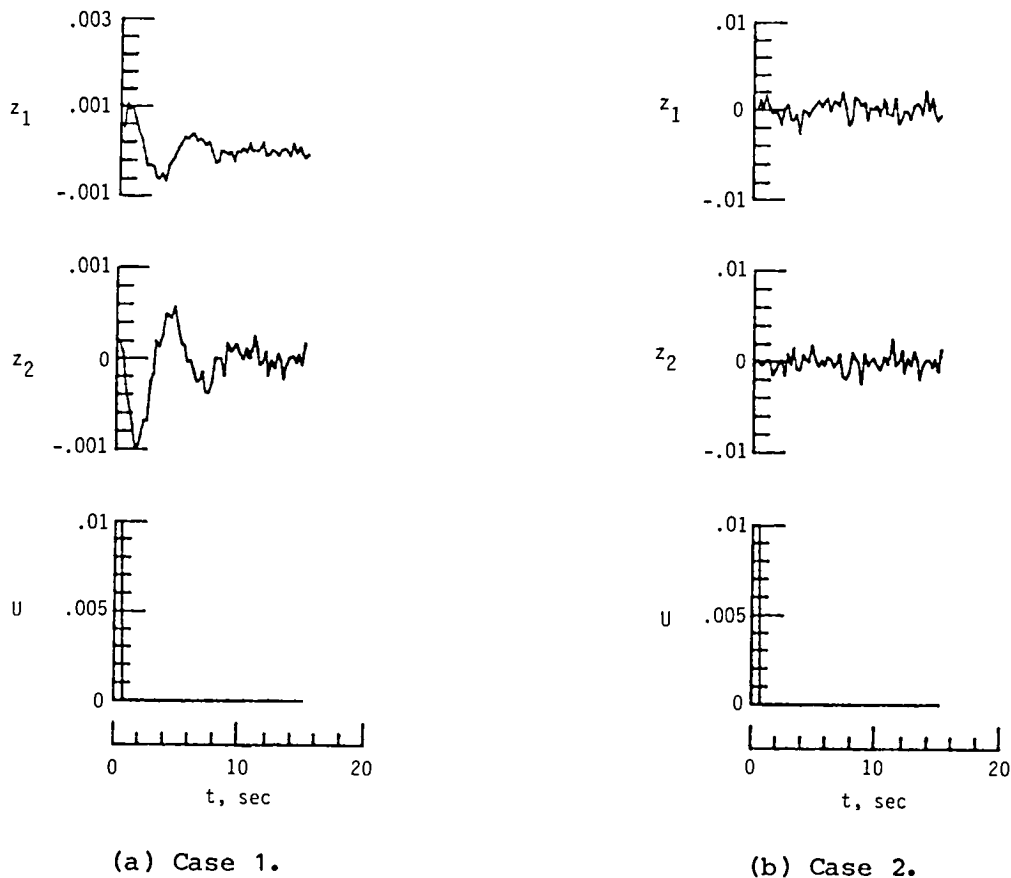 .003
z1
.001
-.001
.001
z2
0
-.001
.01
U
.005
0
0 10 20
t, sec
(a) Case 1.
.01
z1
0
-.01
.01
z2
0
-.01
.01
U
.005
0
0 10 20
t, sec
(b) Case 2.